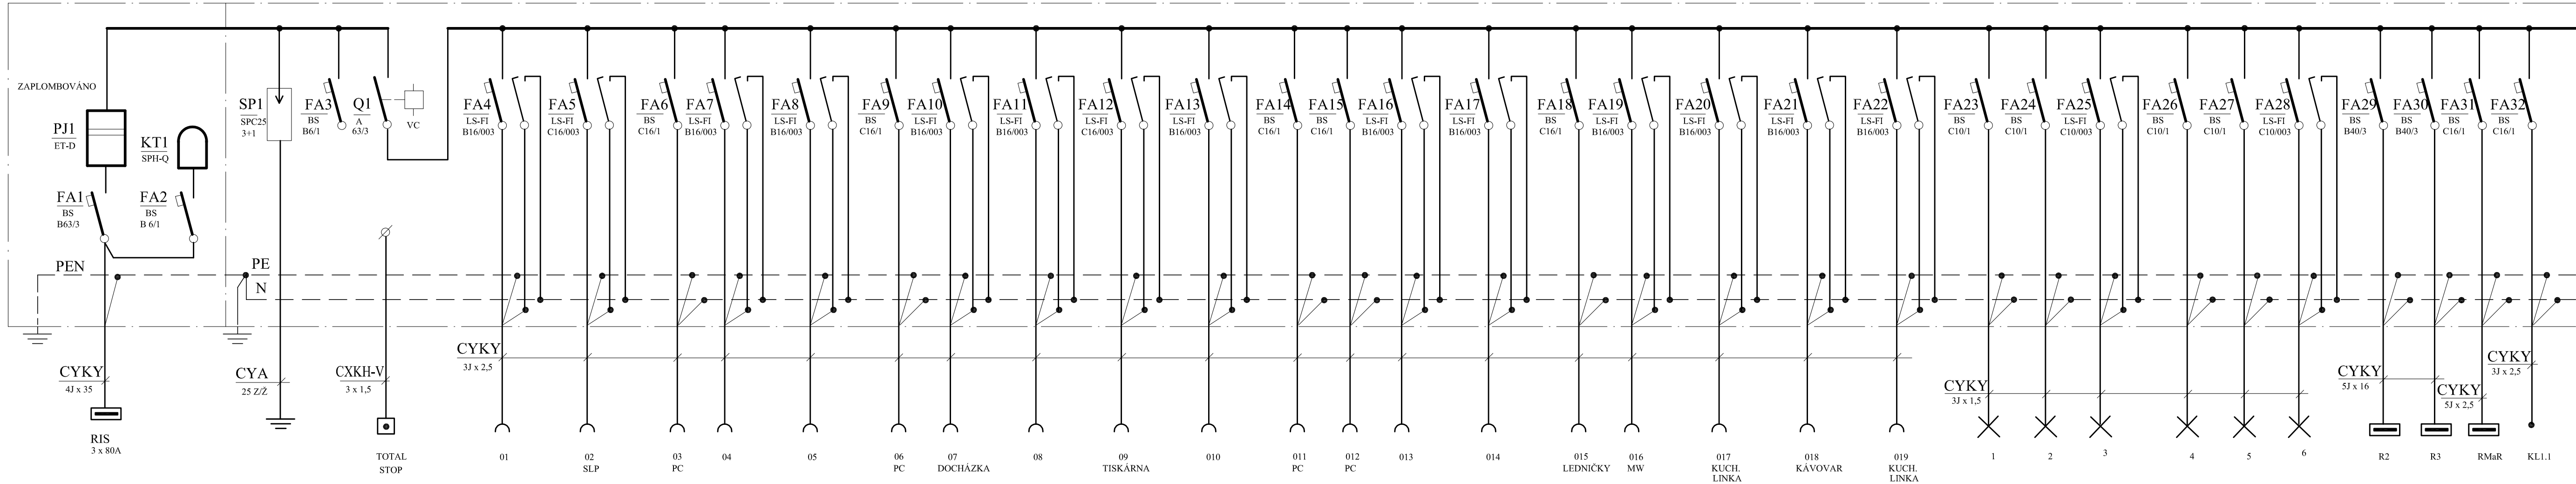 ZAPLOMBOVÁNO
PJ1
ET-D
KT1
SPH-Q
FA1
BS
B63/3
FA2
BS
B 6/1
SP1
SPC25
3+1
FA3
BS
B6/1
Q1
A
63/3
VC
FA4
LS-FI
B16/003
FA5
LS-FI
C16/003
FA6
BS
C16/1
FA7
LS-FI
B16/003
FA8
LS-FI
B16/003
FA9
BS
C16/1
FA10
LS-FI
B16/003
FA11
LS-FI
B16/003
FA12
LS-FI
C16/003
FA13
LS-FI
B16/003
FA14
BS
C16/1
FA15
BS
C16/1
FA16
LS-FI
B16/003
FA17
LS-FI
B16/003
FA18
BS
C16/1
FA19
LS-FI
B16/003
FA20
LS-FI
B16/003
FA21
LS-FI
B16/003
FA22
LS-FI
B16/003
FA23
BS
C10/1
FA24
BS
C10/1
FA25
LS-FI
C10/003
FA26
BS
C10/1
FA27
BS
C10/1
FA28
LS-FI
C10/003
FA29
BS
B40/3
FA30
BS
B40/3
FA31
BS
C16/1
FA32
BS
C16/1
PEN
PE
N
CYKY
4J x 35
CYA
25 Z/Ž
CXKH-V
3 x 1,5
CYKY
3J x 2,5
CYKY
3J x 1,5
CYKY
5J x 16
CYKY
5J x 2,5
CYKY
3J x 2,5
RIS
3 x 80A
TOTAL
STOP
01
02
SLP
03
PC
04
05
06
PC
07
DOCHÁZKA
08
09
TISKÁRNA
010
011
PC
012
PC
013
014
015
LEDNIČKY
016
MW
017
KUCH.
LINKA
018
KÁVOVAR
019
KUCH.
LINKA
1
2
3
4
5
6
R2
R3
RMaR
KL1.1